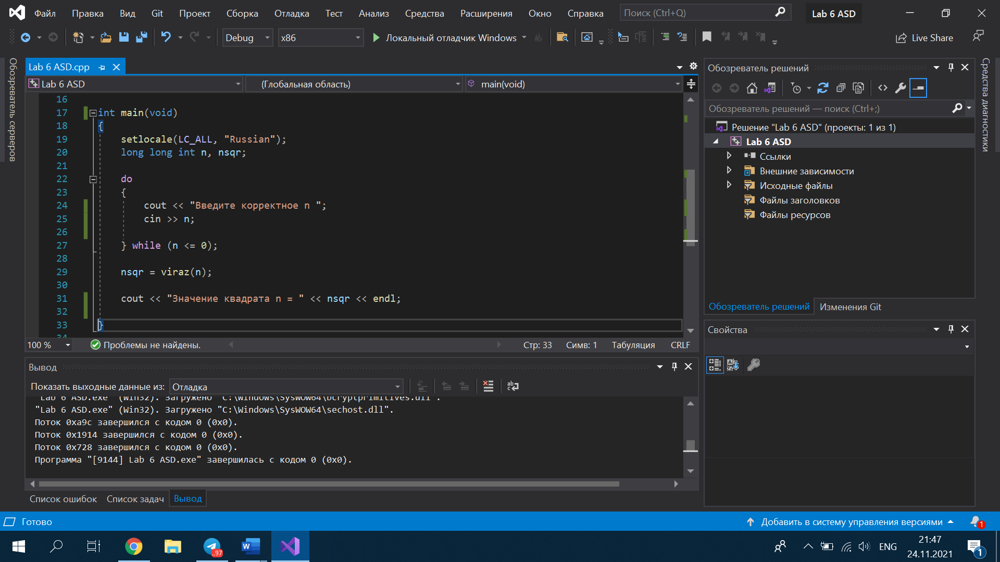 Файл Правка Вид Git Проект Сборка Отладка Тест Анализ Средства Расширения Окно Справка Поиск (Ctrl+Q) Lab 6 ASD
Debug x86 Локальный отладчик Windows Live Share
Обозреватель серверов
Lab 6 ASD.cpp
Lab 6 ASD (Глобальная область) main(void)
16
17 int main(void)
18 {
19 setlocale(LC_ALL, "Russian");
20 long long int n, nsqr;
21
22 do
23 {
24 cout << "Введите корректное n ";
25 cin >> n;
26
27 } while (n <= 0);
28
29 nsqr = viraz(n);
30
31 cout << "Значение квадрата n = " << nsqr << endl;
32
33 }
34
100 % Проблемы не найдены. Стр: 33 Симв: 1 Табуляция CRLF
Вывод
Показать выходные данные из: Отладка
"Lab 6 ASD.exe" (Win32). Загружено "C:\Windows\SysWOW64\bcryptprimitives.dll".
"Lab 6 ASD.exe" (Win32). Загружено "C:\Windows\SysWOW64\sechost.dll".
Поток 0xa9c завершился с кодом 0 (0x0).
Поток 0x1914 завершился с кодом 0 (0x0).
Поток 0x728 завершился с кодом 0 (0x0).
Программа "[9144] Lab 6 ASD.exe" завершилась с кодом 0 (0x0).
Список ошибок Список задач Вывод
Обозреватель решений
Обозреватель решений — поиск (Ctrl+;)
Решение "Lab 6 ASD" (проекты: 1 из 1)
Lab 6 ASD
Ссылки
Внешние зависимости
Исходные файлы
Файлы заголовков
Файлы ресурсов
Обозреватель решений Изменения Git
Свойства
Средства диагностики
Готово Добавить в систему управления версиями 1
..97 W ENG 21:47
24.11.2021 1